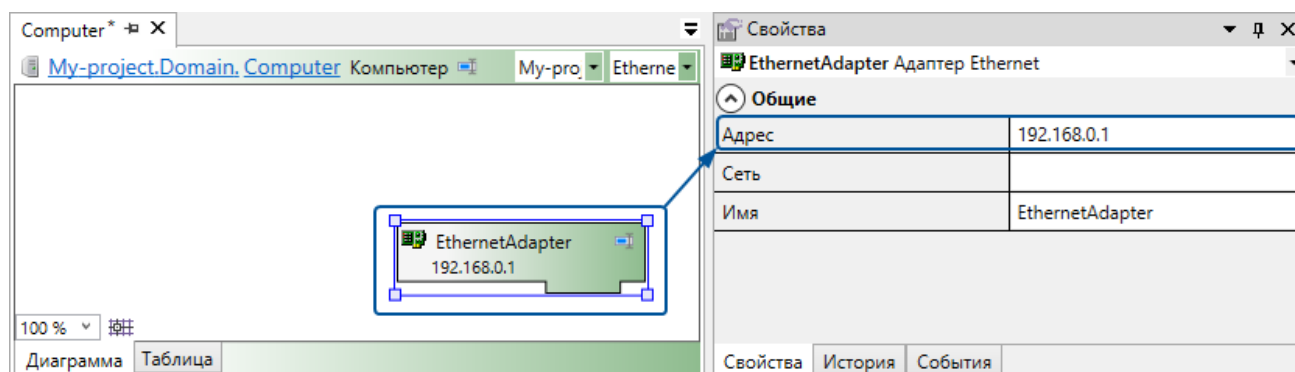 Computer*
My-project.Domain. Computer Компьютер My-proj Etherne
EthernetAdapter
192.168.0.1
100 %
Диаграмма Таблица
Свойства
EthernetAdapter Адаптер Ethernet
Общие
Адрес 192.168.0.1
Сеть
Имя EthernetAdapter
Свойства История События